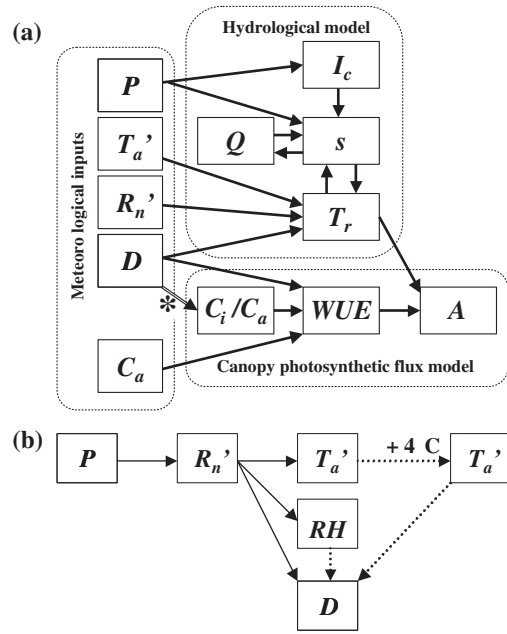 (a)
Hydrological model
Meteoro logical inputs
P
I_c
T_a’
Q
s
R_n’
T_r
D
*
C_i /C_a
WUE
A
C_a
Canopy photosynthetic flux model
(b)
P
R_n’
T_a’
+ 4 C
T_a’
RH
D